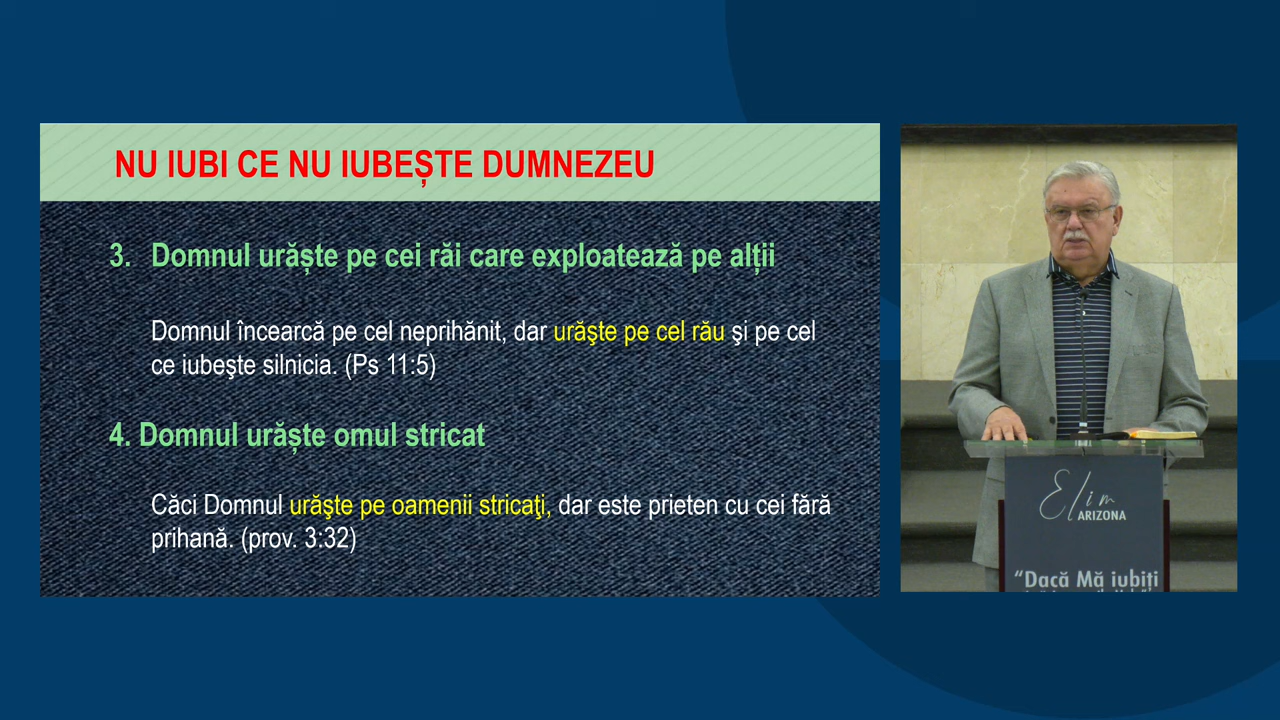 NU IUBI CE NU IUBEȘTE DUMNEZEU
3. Domnul urăște pe cei răi care exploatează pe alții
Domnul încearcă pe cel neprihănit, dar urăşte pe cel rău şi pe cel
ce iubeşte silnicia. (Ps 11:5)
4. Domnul urăște omul stricat
Căci Domnul urăşte pe oamenii stricaţi, dar este prieten cu cei fără
prihană. (prov. 3:32)
Elim
ARIZONA
“Dacă Mă iubiți